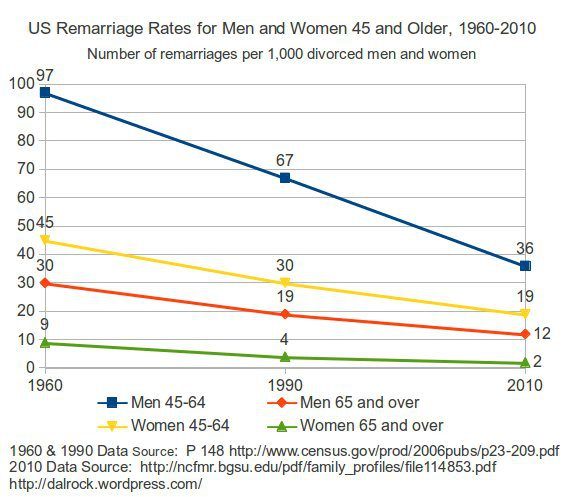 US Remarriage Rates for Men and Women 45 and Older, 1960-2010
Number of remarriages per 1,000 divorced men and women
100
97
90
80
70
67
60
50
45
40
36
30
30
30
20
19
19
10
9
4
12
2
0
1960 1990 2010
Men 45-64 Men 65 and over
Women 45-64 Women 65 and over
1960 & 1990 Data Source: P 148 http://www.census.gov/prod/2006pubs/p23-209.pdf
2010 Data Source: http://ncfmr.bgsu.edu/pdf/family_profiles/file114853.pdf
http://dalrock.wordpress.com/